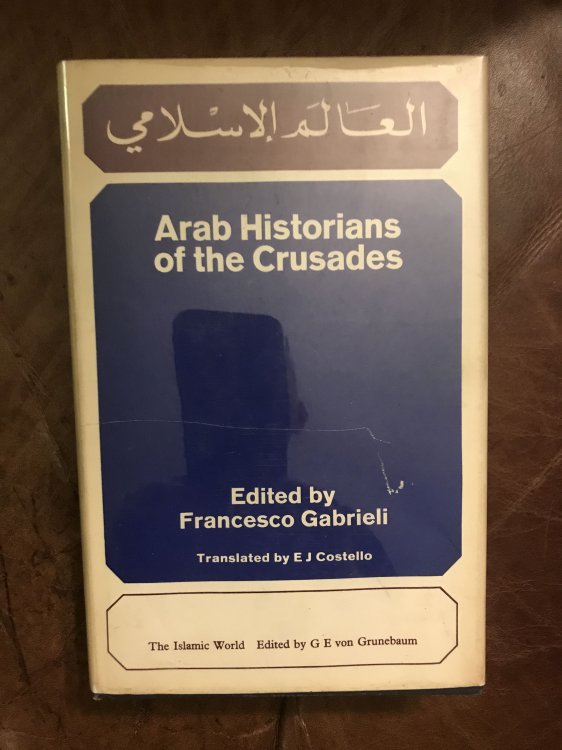 العالم الإسلامي
Arab Historians
of the Crusades
Edited by
Francesco Gabrieli
Translated by E J Costello
The Islamic World Edited by G E von Grunebaum